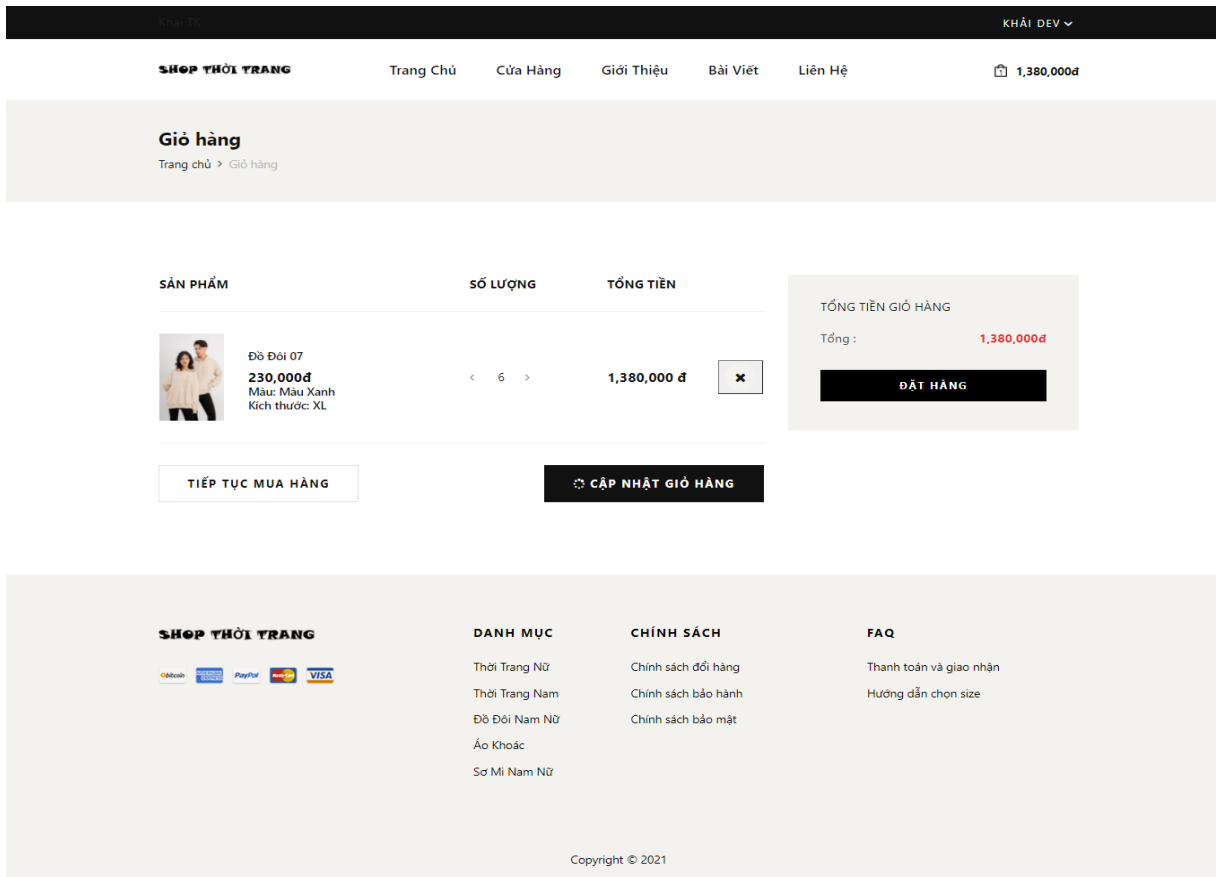 Khai TK
KHẢI DEV
SHOP THỜI TRANG
Trang Chủ Cửa Hàng Giới Thiệu Bài Viết Liên Hệ
1 1,380,000đ
Giỏ hàng
Trang chủ > Giỏ hàng
SẢN PHẨM SỐ LƯỢNG TỔNG TIỀN
Đồ Đôi 07
230,000đ
Màu: Màu Xanh
Kích thước: XL
< 6 >
1,380,000 đ
TIẾP TỤC MUA HÀNG
CẬP NHẬT GIỎ HÀNG
TỔNG TIỀN GIỎ HÀNG
Tổng : 1,380,000đ
ĐẶT HÀNG
SHOP THỜI TRANG
bitcoin PayPal MasterCard VISA
DANH MỤC
Thời Trang Nữ
Thời Trang Nam
Đồ Đôi Nam Nữ
Áo Khoác
Sơ Mi Nam Nữ
CHÍNH SÁCH
Chính sách đổi hàng
Chính sách bảo hành
Chính sách bảo mật
FAQ
Thanh toán và giao nhận
Hướng dẫn chọn size
Copyright © 2021